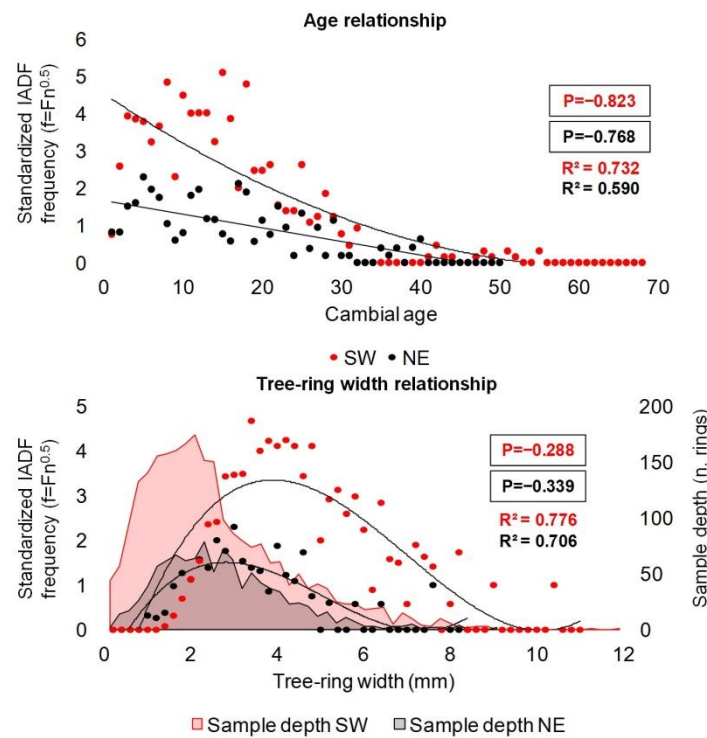 Age relationship
Standardized IADF
frequency (f=Fn^0.5)
6
5
4
3
2
1
0
P=−0.823
P=−0.768
R² = 0.732
R² = 0.590
0 10 20 30 40 50 60 70
Cambial age
SW NE
Tree-ring width relationship
Standardized IADF
frequency (f=Fn^0.5)
5
4
3
2
1
0
P=−0.288
P=−0.339
R² = 0.776
R² = 0.706
200
150
100
50
0
Sample depth (n. rings)
0 2 4 6 8 10 12
Tree-ring width (mm)
Sample depth SW Sample depth NE